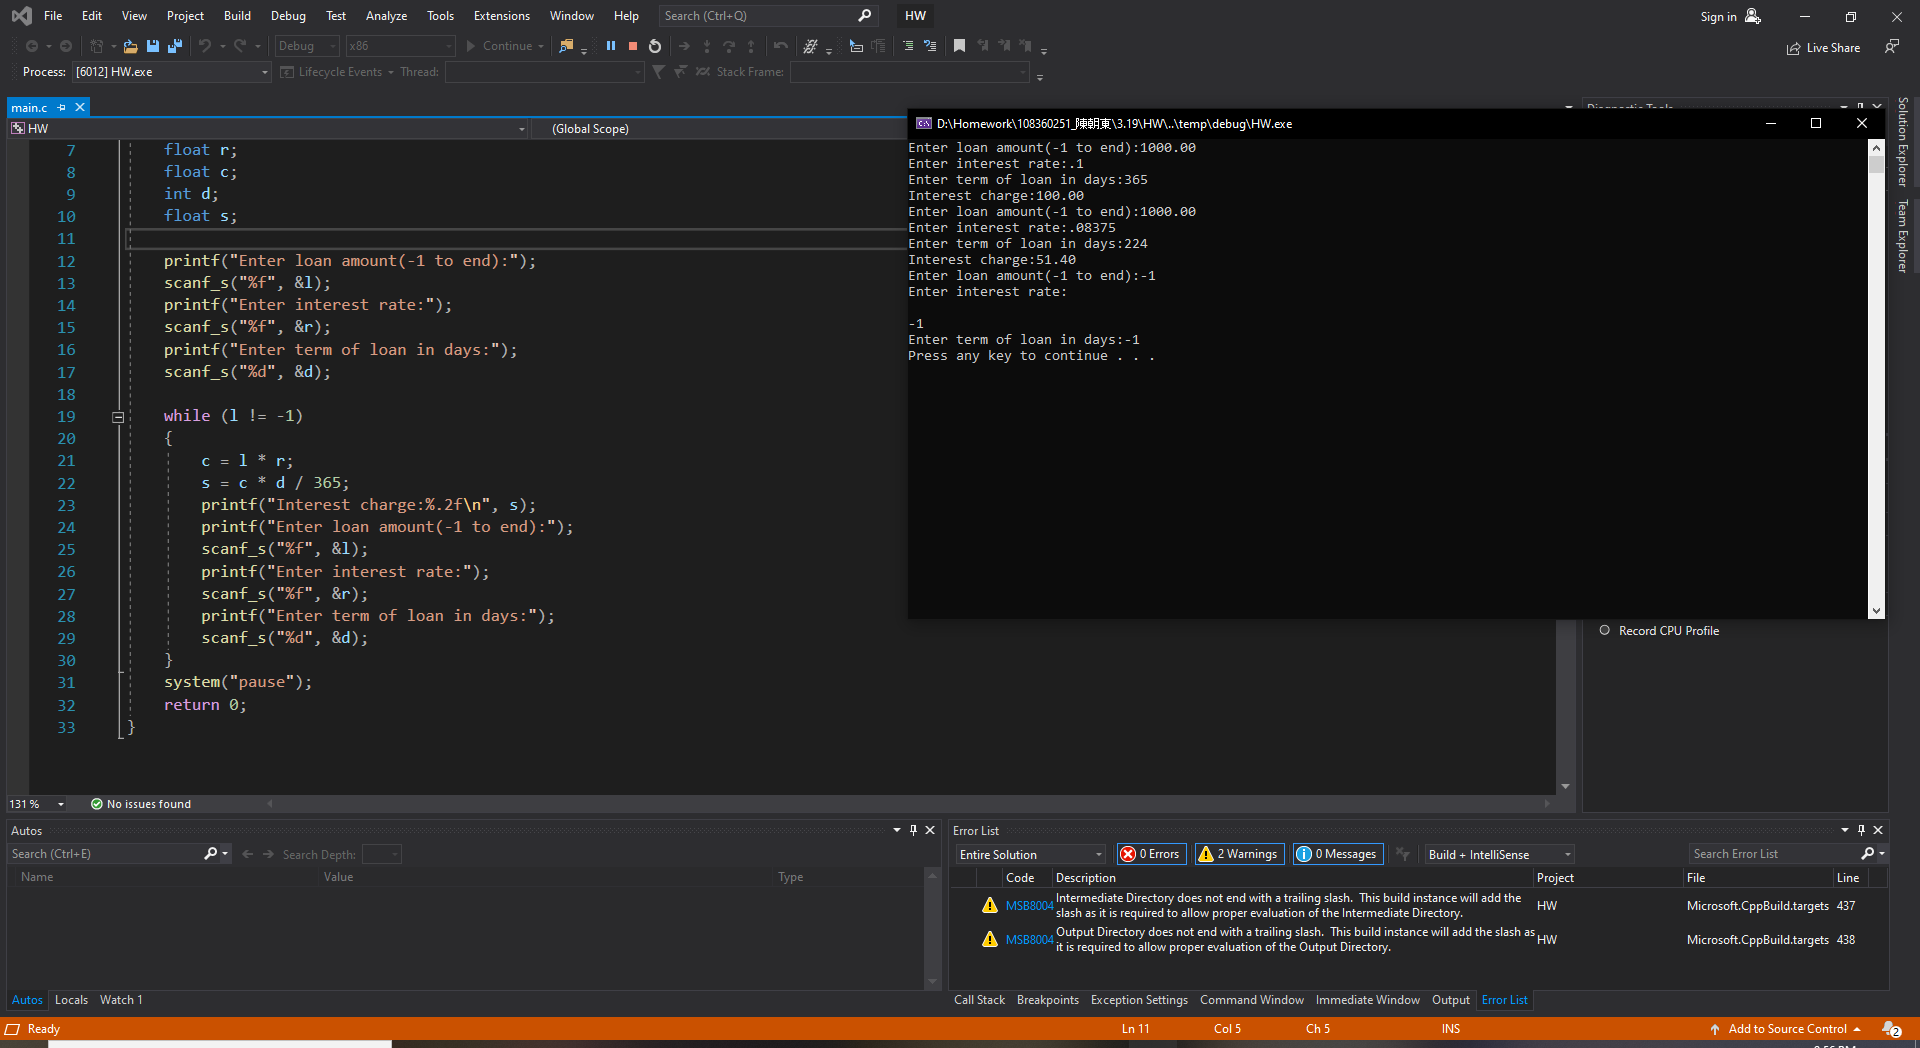 File Edit View Project Build Debug Test Analyze Tools Extensions Window Help Search (Ctrl+Q) HW Sign in
Debug x86 Continue Live Share
Process: [6012] HW.exe Lifecycle Events Thread: Stack Frame:
main.c
HW (Global Scope)
7 float r;
8 float c;
9 int d;
10 float s;
11
12 printf("Enter loan amount(-1 to end):");
13 scanf_s("%f", &l);
14 printf("Enter interest rate:");
15 scanf_s("%f", &r);
16 printf("Enter term of loan in days:");
17 scanf_s("%d", &d);
18
19 while (l != -1)
20 {
21 c = l * r;
22 s = c * d / 365;
23 printf("Interest charge:%.2f\n", s);
24 printf("Enter loan amount(-1 to end):");
25 scanf_s("%f", &l);
26 printf("Enter interest rate:");
27 scanf_s("%f", &r);
28 printf("Enter term of loan in days:");
29 scanf_s("%d", &d);
30 }
31 system("pause");
32 return 0;
33 }
131 % No issues found
Diagnostic Tools
D:\Homework\108360251_陳朝東\3.19\HW\..\temp\debug\HW.exe
Enter loan amount(-1 to end):1000.00
Enter interest rate:.1
Enter term of loan in days:365
Interest charge:100.00
Enter loan amount(-1 to end):1000.00
Enter interest rate:.08375
Enter term of loan in days:224
Interest charge:51.40
Enter loan amount(-1 to end):-1
Enter interest rate:
-1
Enter term of loan in days:-1
Press any key to continue . . .
Record CPU Profile
Solution Explorer
Team Explorer
Autos
Search (Ctrl+E) Search Depth:
Name Value Type
Autos Locals Watch 1
Error List
Entire Solution 0 Errors 2 Warnings 0 Messages Build + IntelliSense Search Error List
Code Description Project File Line
MSB8004 Intermediate Directory does not end with a trailing slash. This build instance will add the slash as it is required to allow proper evaluation of the Intermediate Directory. HW Microsoft.CppBuild.targets 437
MSB8004 Output Directory does not end with a trailing slash. This build instance will add the slash as it is required to allow proper evaluation of the Output Directory. HW Microsoft.CppBuild.targets 438
Call Stack Breakpoints Exception Settings Command Window Immediate Window Output Error List
Ready Ln 11 Col 5 Ch 5 INS Add to Source Control 2